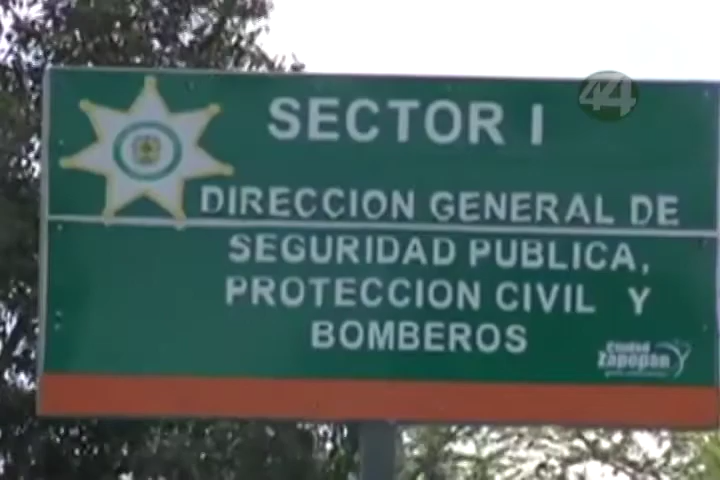 44
SECTOR I
DIRECCION GENERAL DE
SEGURIDAD PUBLICA,
PROTECCION CIVIL Y
BOMBEROS
Ciudad
Zapopan